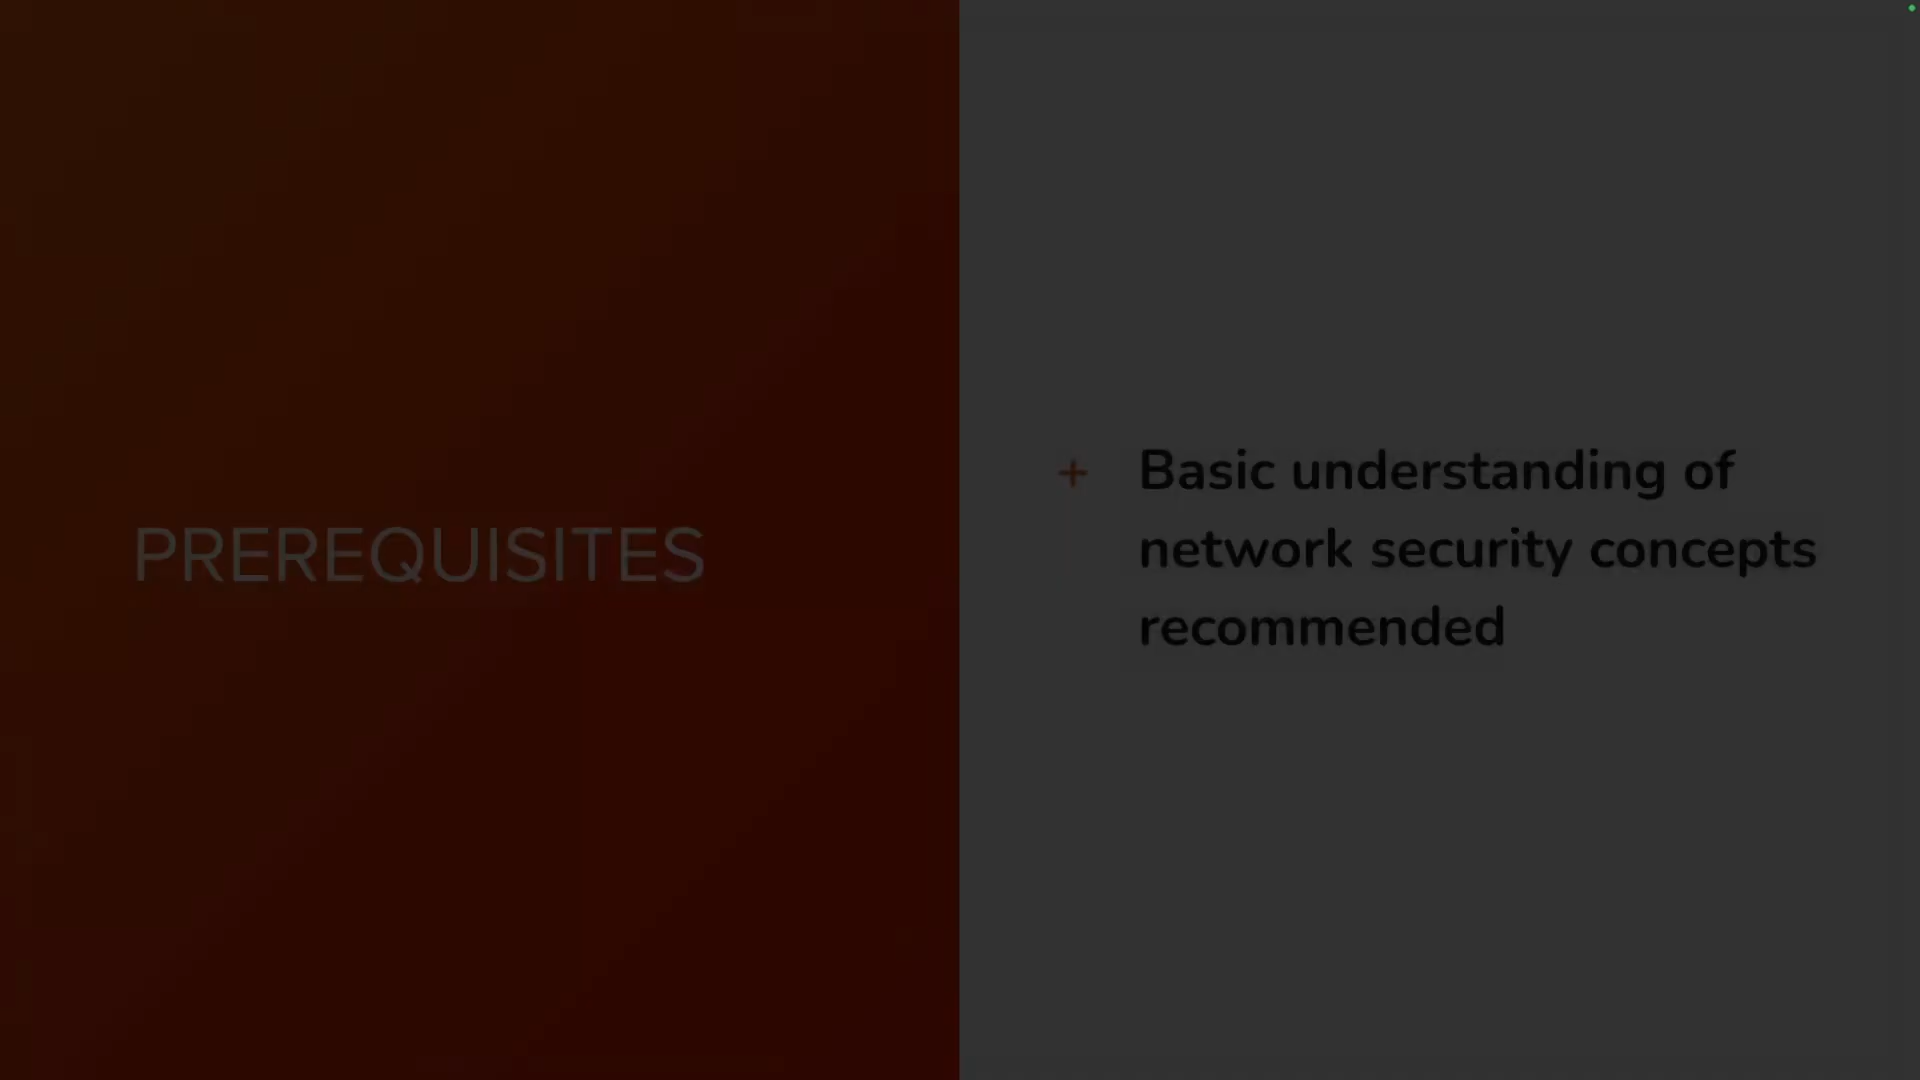 PREREQUISITES
+ Basic understanding of
network security concepts
recommended